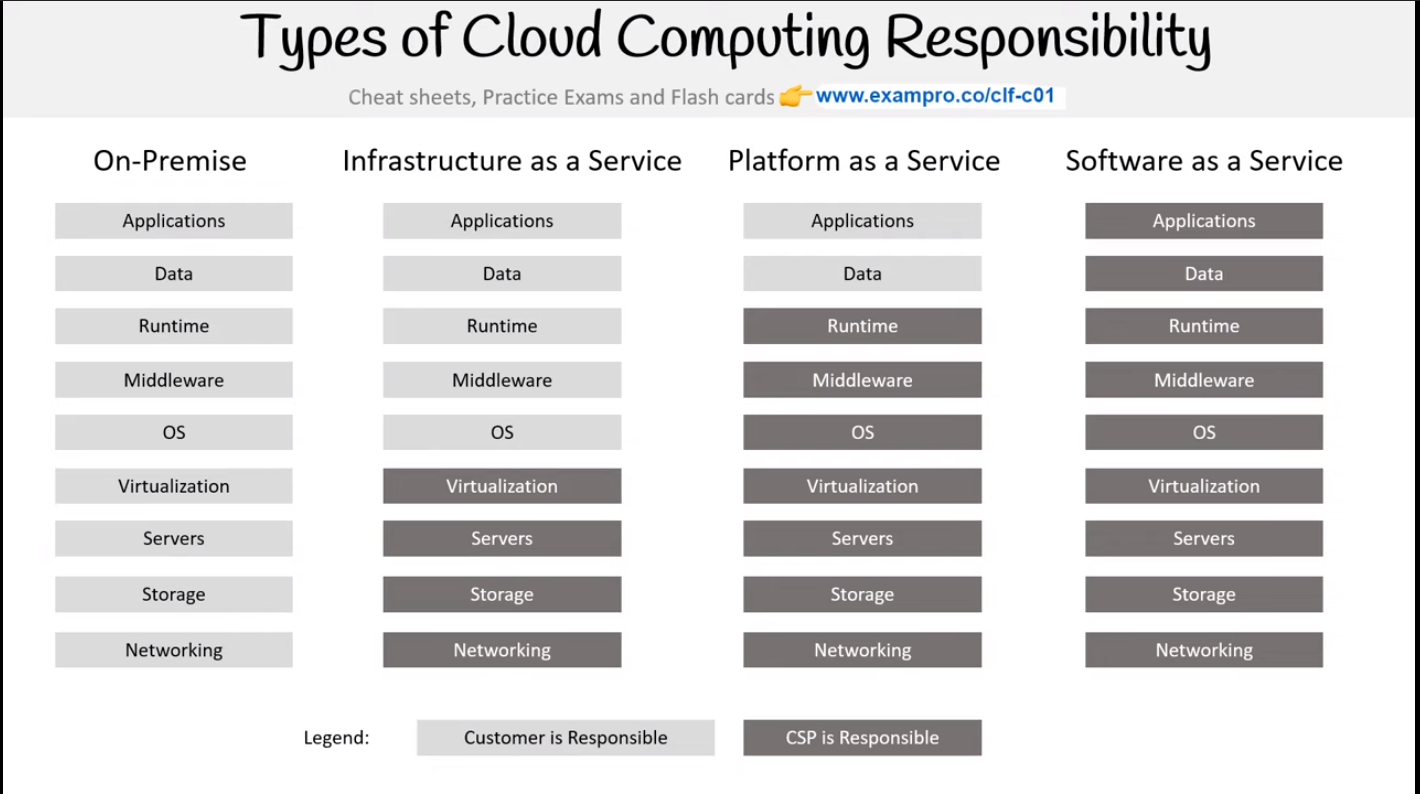 Types of Cloud Computing Responsibility
Cheat sheets, Practice Exams and Flash cards 👉 www.exampro.co/clf-c01
On-Premise Infrastructure as a Service Platform as a Service Software as a Service
Applications Applications Applications Applications
Data Data Data Data
Runtime Runtime Runtime Runtime
Middleware Middleware Middleware Middleware
OS OS OS OS
Virtualization Virtualization Virtualization Virtualization
Servers Servers Servers Servers
Storage Storage Storage Storage
Networking Networking Networking Networking
Legend: Customer is Responsible CSP is Responsible